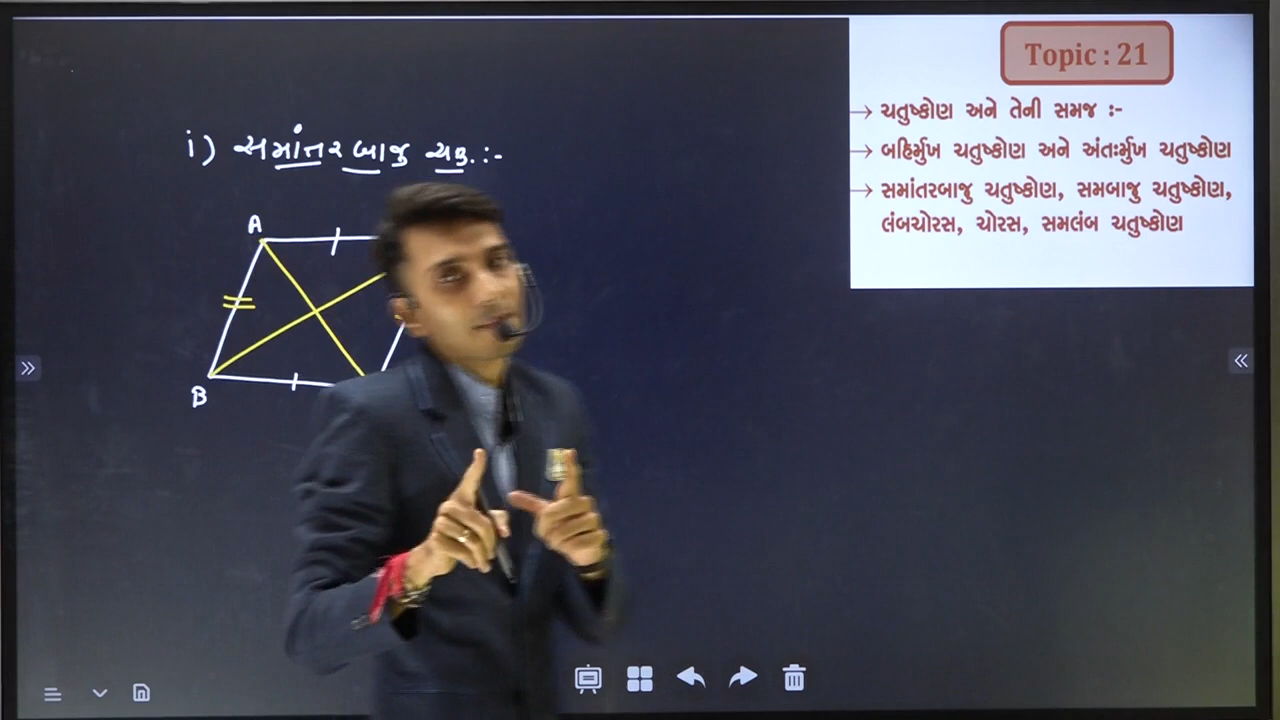 i) સમાંતર બાજુ ચતુ. :-
A
B
Topic : 21
→ ચતુષ્કોણ અને તેની સમજ ઃ-
→ બહિર્મુખ ચતુષ્કોણ અને અંતઃર્મુખ ચતુષ્કોણ
→ સમાંતરબાજુ ચતુષ્કોણ, સમબાજુ ચતુષ્કોણ,
લંબચોરસ, ચોરસ, સમલંબ ચતુષ્કોણ